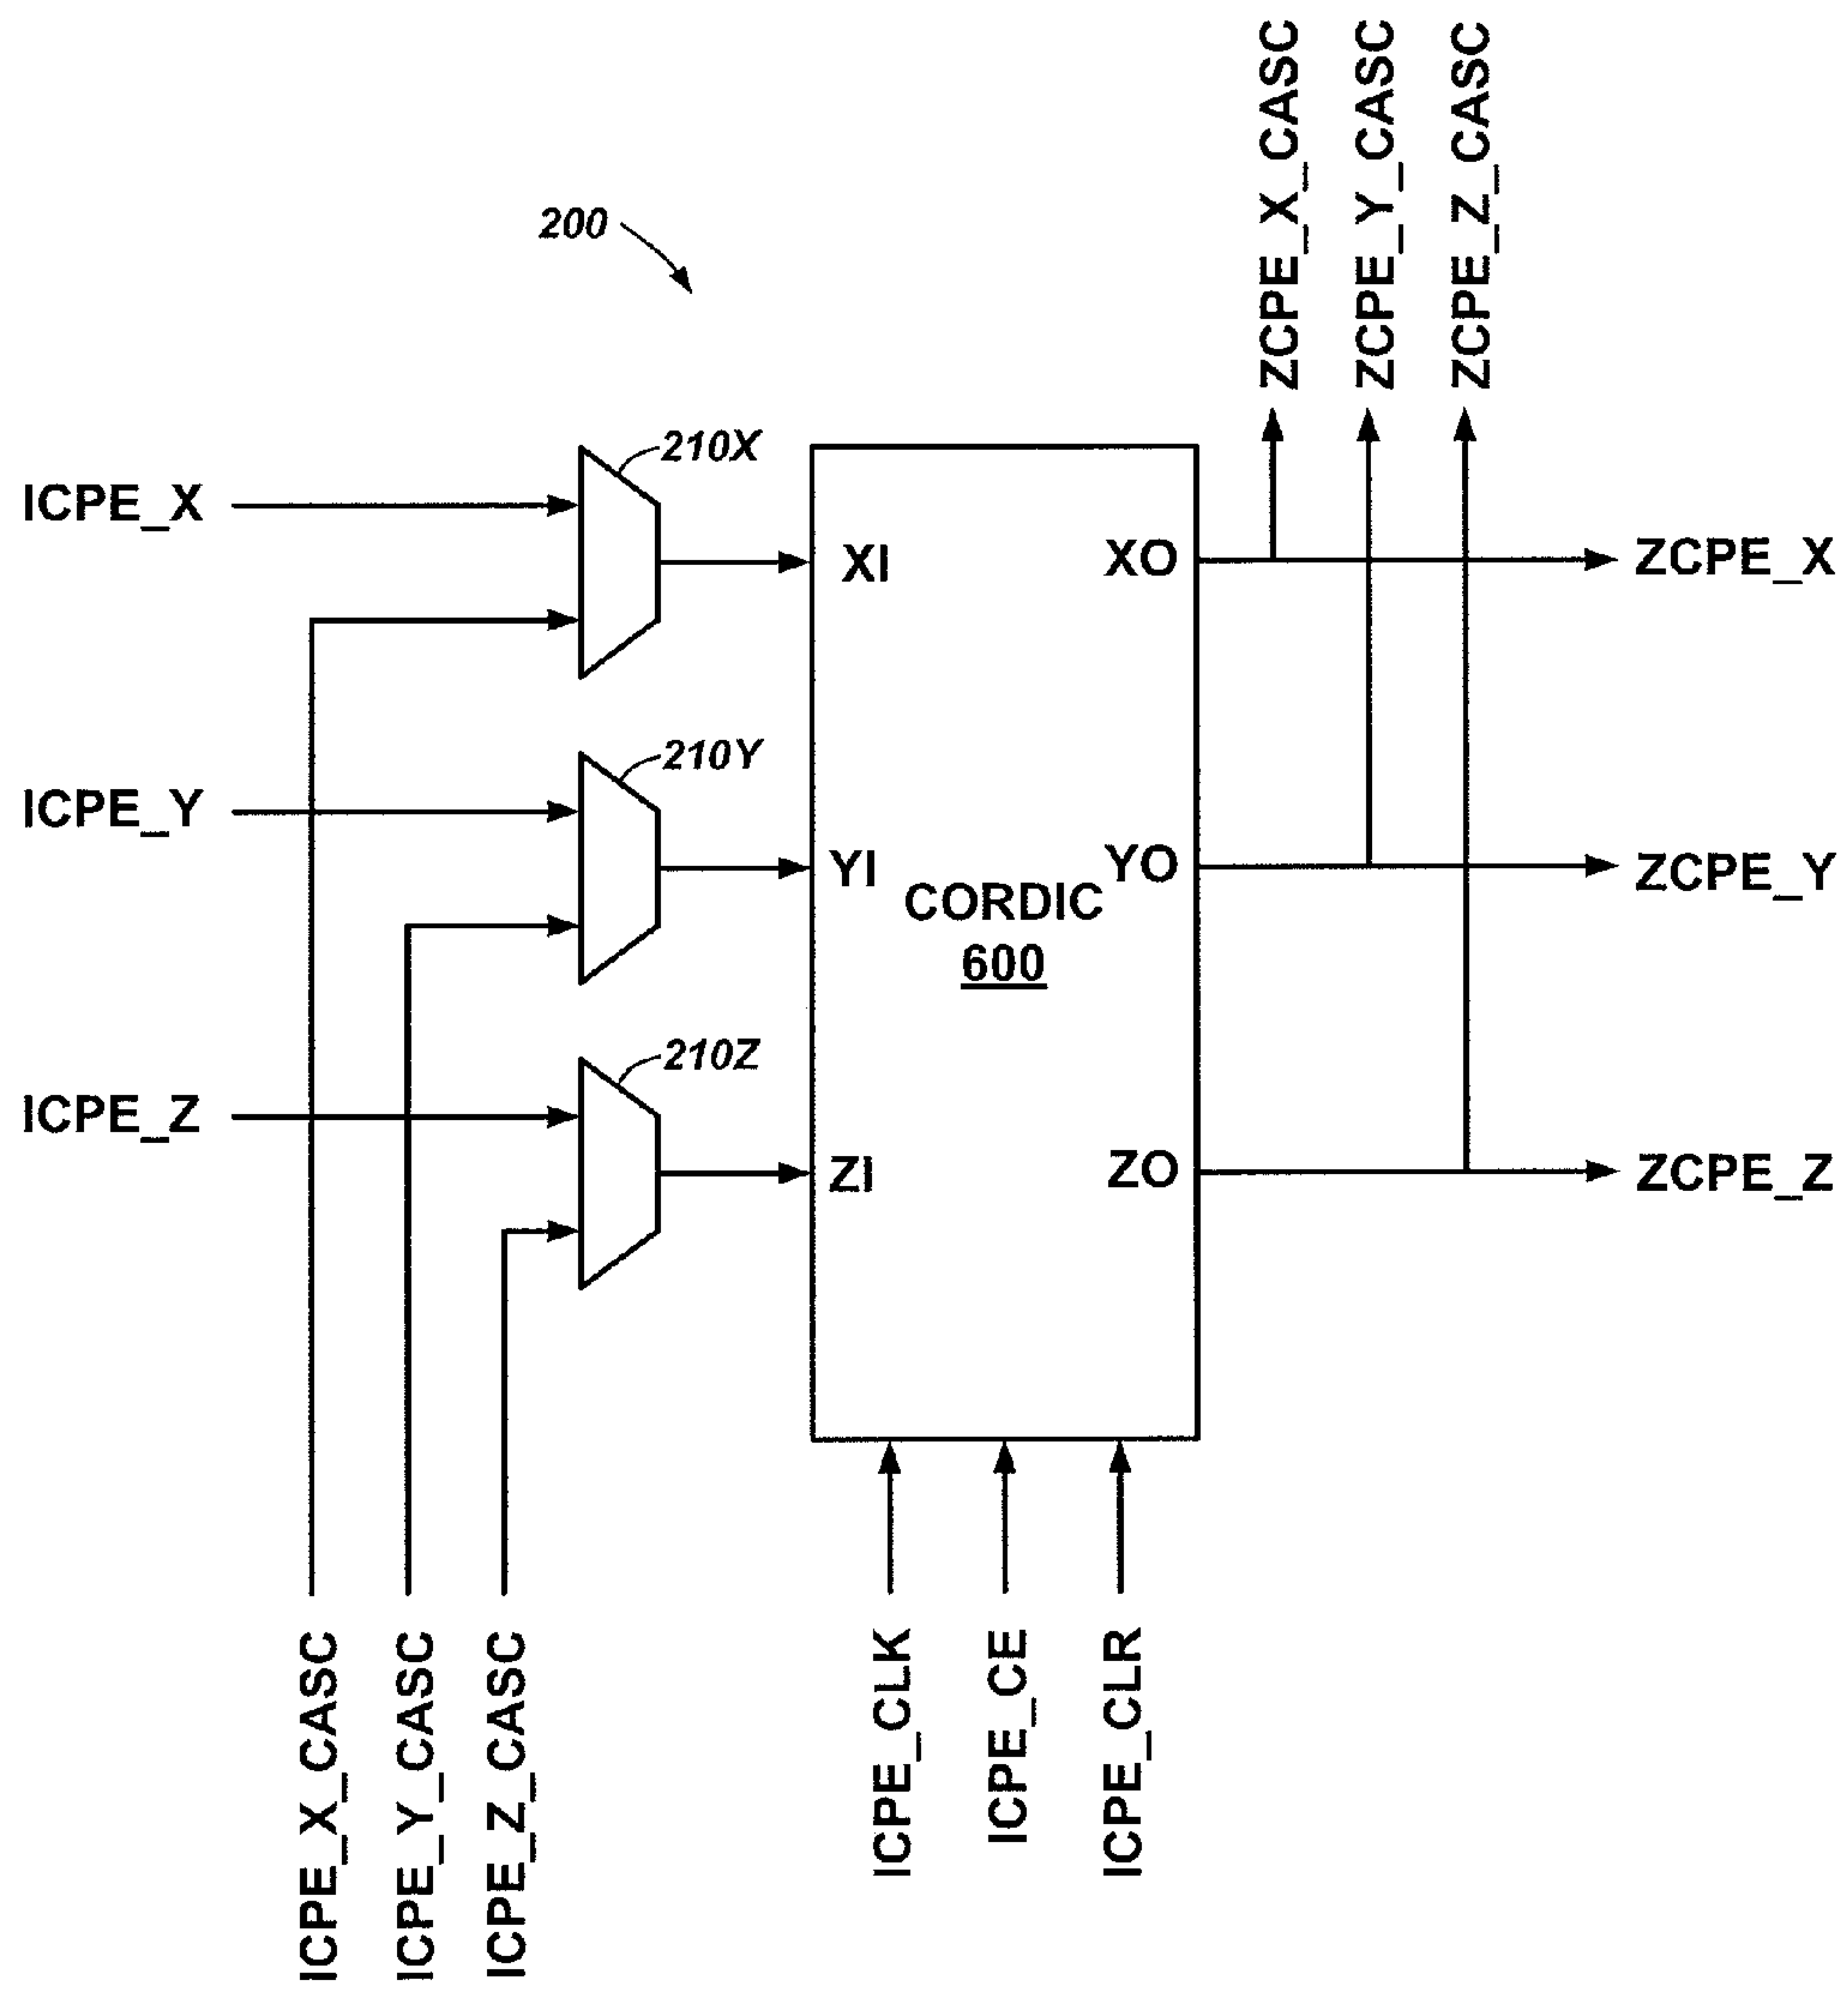 ZCPE_X_CASC
ZCPE_Y_CASC
ZCPE_Z_CASC
200
210X
ICPE_X
XI
XO
ZCPE_X
210Y
ICPE_Y
YI
YO
ZCPE_Y
CORDIC
600
210Z
ICPE_Z
ZI
ZO
ZCPE_Z
ICPE_X_CASC
ICPE_Y_CASC
ICPE_Z_CASC
ICPE_CLK
ICPE_CE
ICPE_CLR